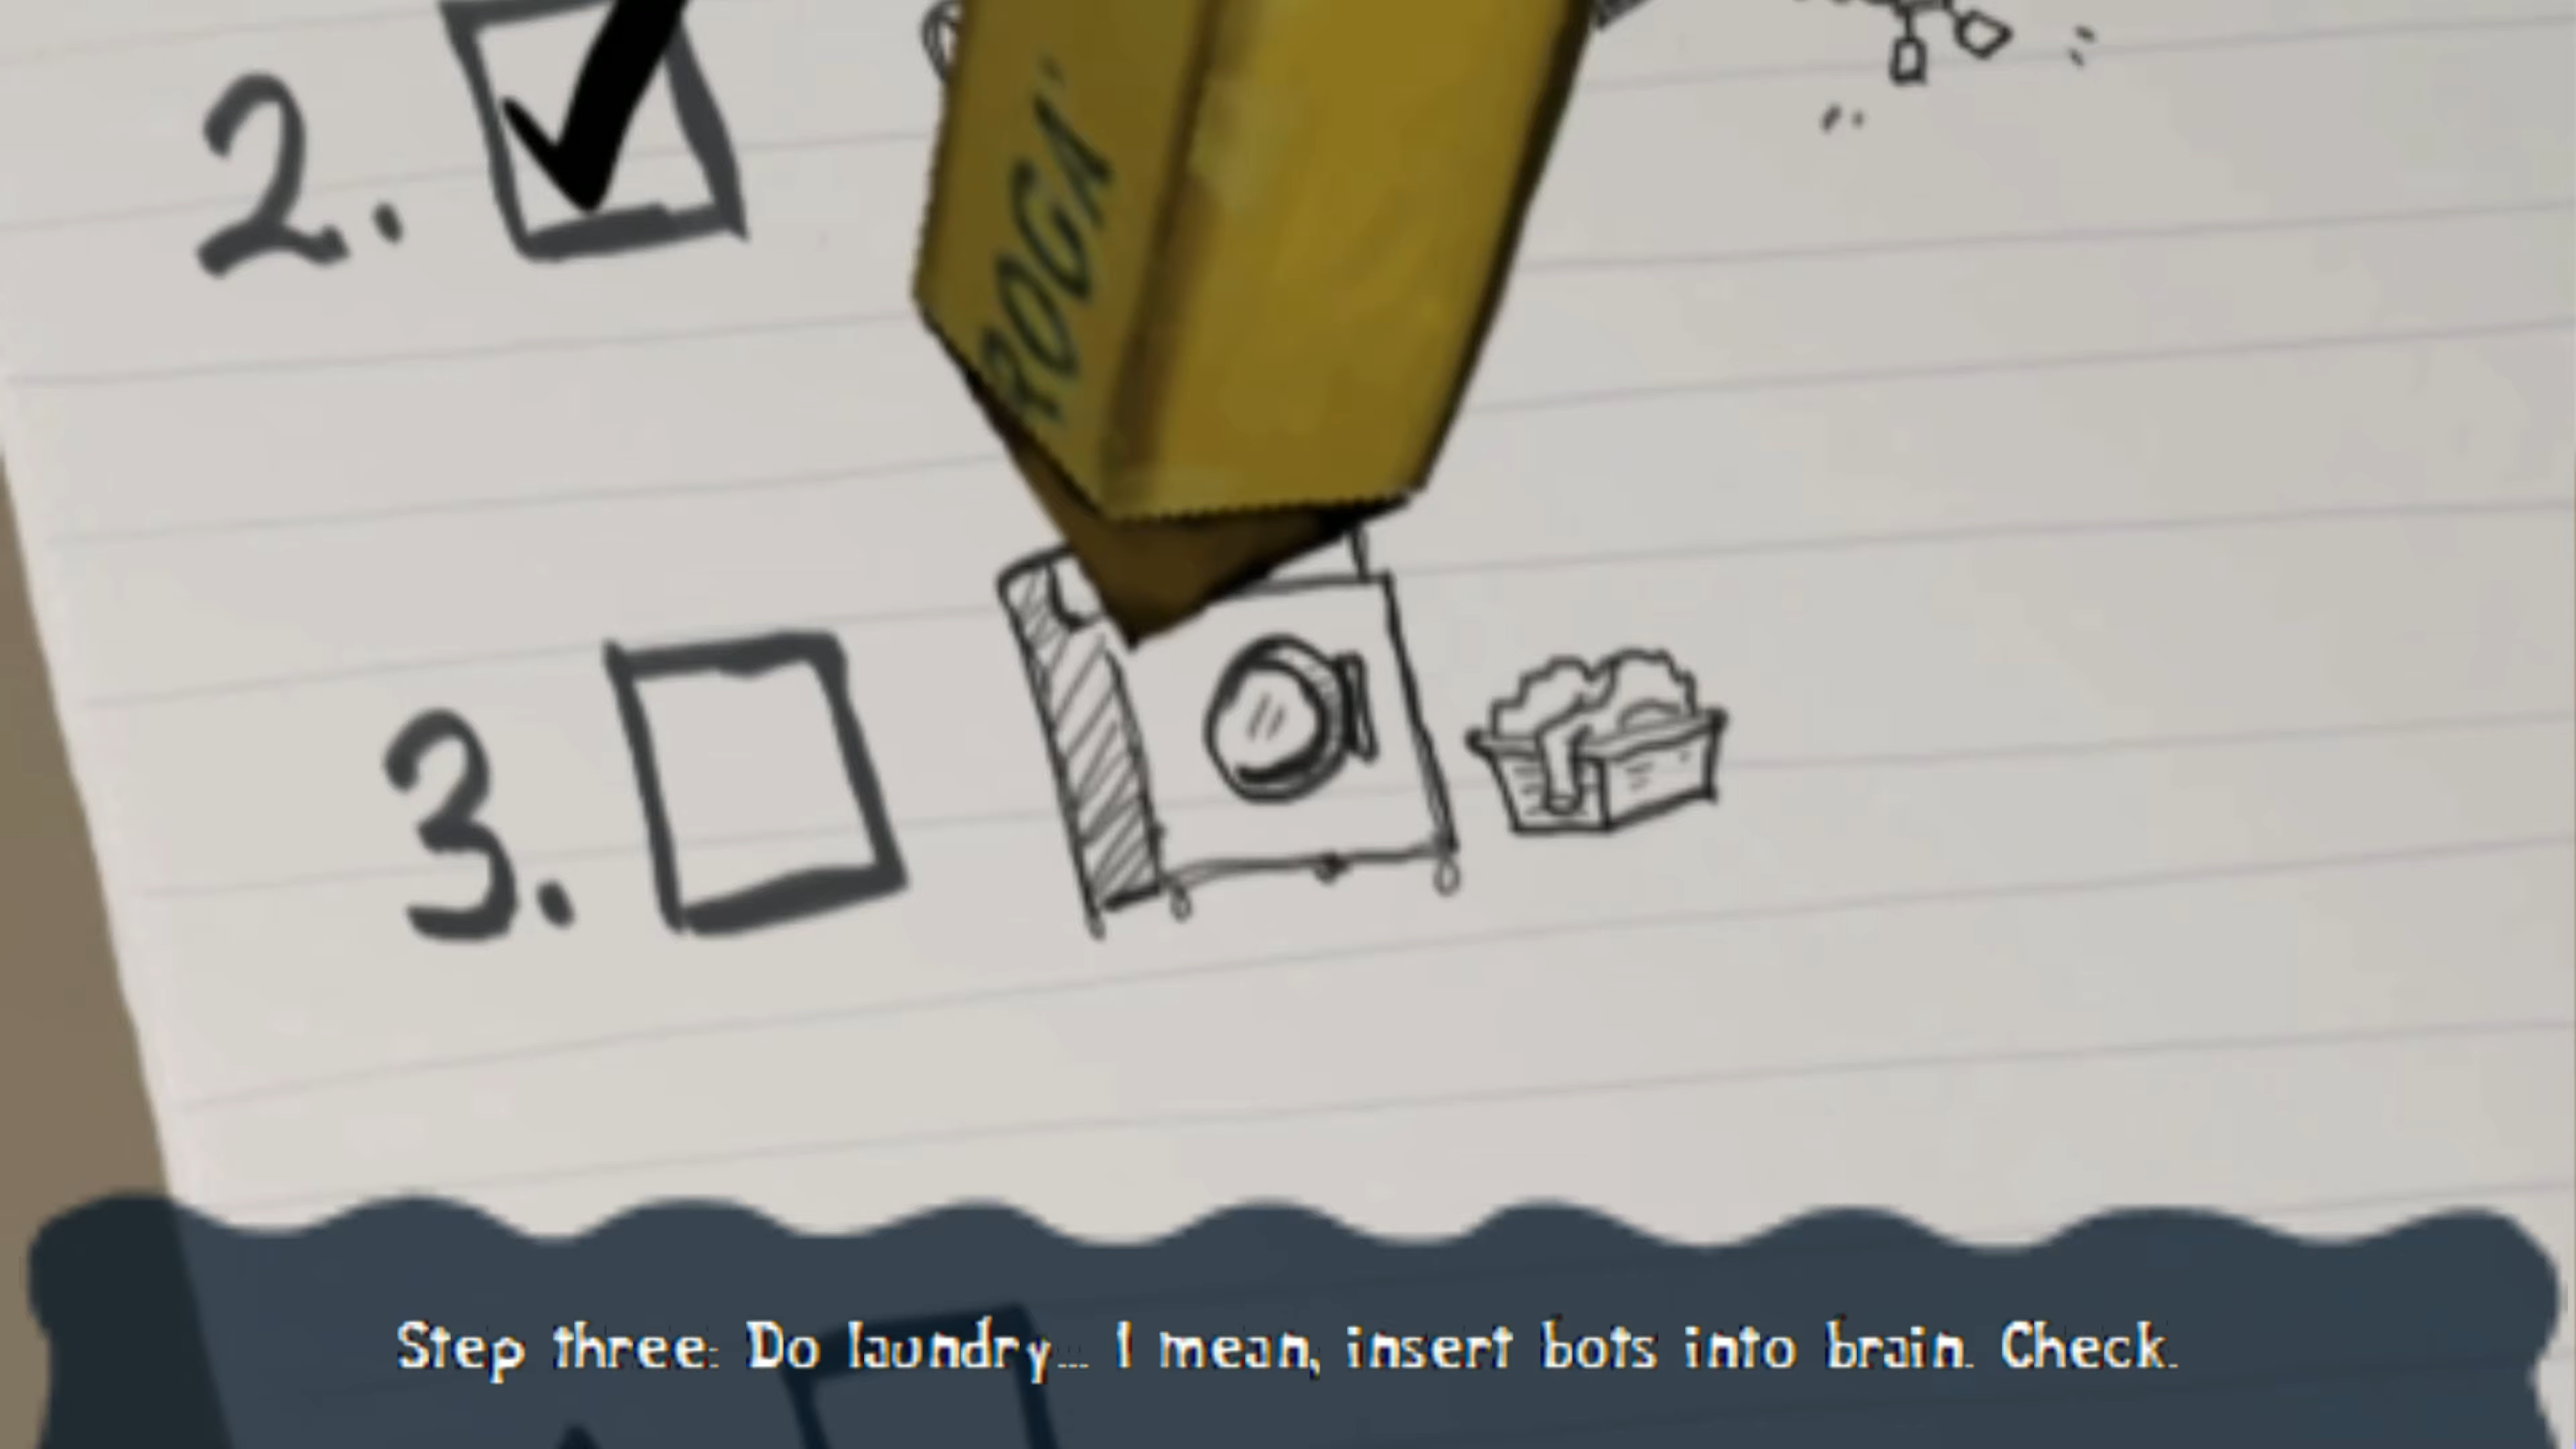 2.
ROGA
3.
Step three: Do laundry... I mean, insert bots into brain. Check.